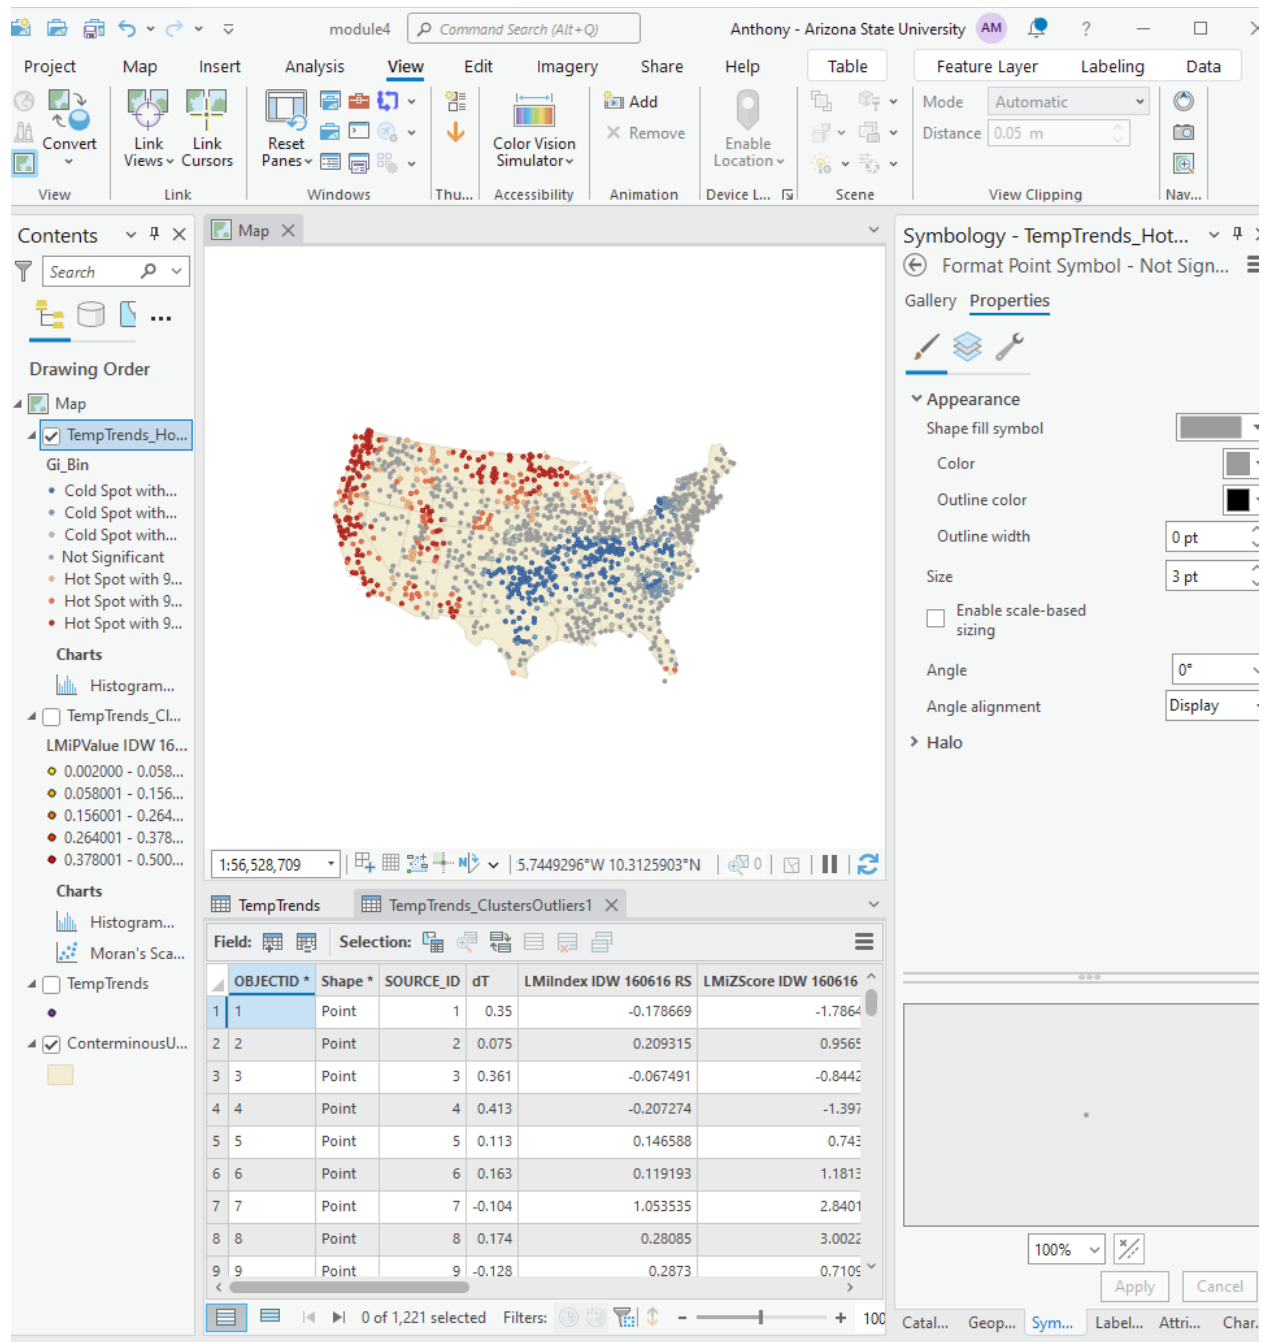 module4
Command Search (Alt+Q)
Anthony - Arizona State University
AM
?
Project
Map
Insert
Analysis
View
Edit
Imagery
Share
Help
Table
Feature Layer
Labeling
Data
Convert
Link Views
Link Cursors
Reset Panes
Color Vision Simulator
Add
Remove
Enable Location
Mode
Automatic
Distance
0.05 m
View
Link
Windows
Thu...
Accessibility
Animation
Device L...
Scene
View Clipping
Nav...
Contents
Search
Drawing Order
Map
TempTrends_Ho...
Gi_Bin
Cold Spot with...
Cold Spot with...
Cold Spot with...
Not Significant
Hot Spot with 9...
Hot Spot with 9...
Hot Spot with 9...
Charts
Histogram...
TempTrends_Cl...
LMiPValue IDW 16...
0.002000 - 0.058...
0.058001 - 0.156...
0.156001 - 0.264...
0.264001 - 0.378...
0.378001 - 0.500...
Charts
Histogram...
Moran's Sca...
TempTrends
ConterminousU...
Map
1:56,528,709
5.7449296°W 10.3125903°N
0
TempTrends
TempTrends_ClustersOutliers1
Field:
Selection:
OBJECTID * Shape * SOURCE_ID dT LMiIndex IDW 160616 RS LMiZScore IDW 160616
1 1 Point 1 0.35 -0.178669 -1.7864
2 2 Point 2 0.075 0.209315 0.9565
3 3 Point 3 0.361 -0.067491 -0.8442
4 4 Point 4 0.413 -0.207274 -1.397
5 5 Point 5 0.113 0.146588 0.743
6 6 Point 6 0.163 0.119193 1.1813
7 7 Point 7 -0.104 1.053535 2.8401
8 8 Point 8 0.174 0.28085 3.0022
9 9 Point 9 -0.128 0.2873 0.7109
0 of 1,221 selected
Filters:
- +
100
Symbology - TempTrends_Hot...
Format Point Symbol - Not Sign...
Gallery
Properties
Appearance
Shape fill symbol
Color
Outline color
Outline width
0 pt
Size
3 pt
Enable scale-based sizing
Angle
0°
Angle alignment
Display
Halo
100%
Apply
Cancel
Catal...
Geop...
Sym...
Label...
Attri...
Char...